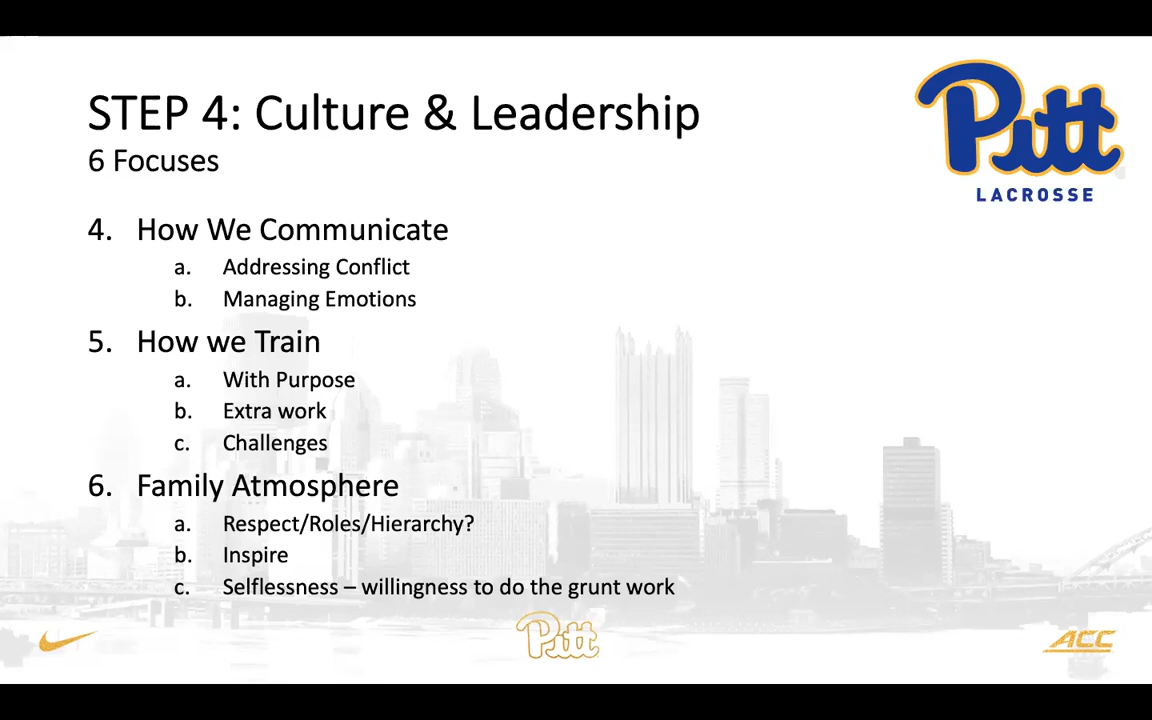 STEP 4: Culture & Leadership
6 Focuses
Pitt
LACROSSE
4. How We Communicate
a. Addressing Conflict
b. Managing Emotions
5. How we Train
a. With Purpose
b. Extra work
c. Challenges
6. Family Atmosphere
a. Respect/Roles/Hierarchy?
b. Inspire
c. Selflessness – willingness to do the grunt work
Pitt
ACC